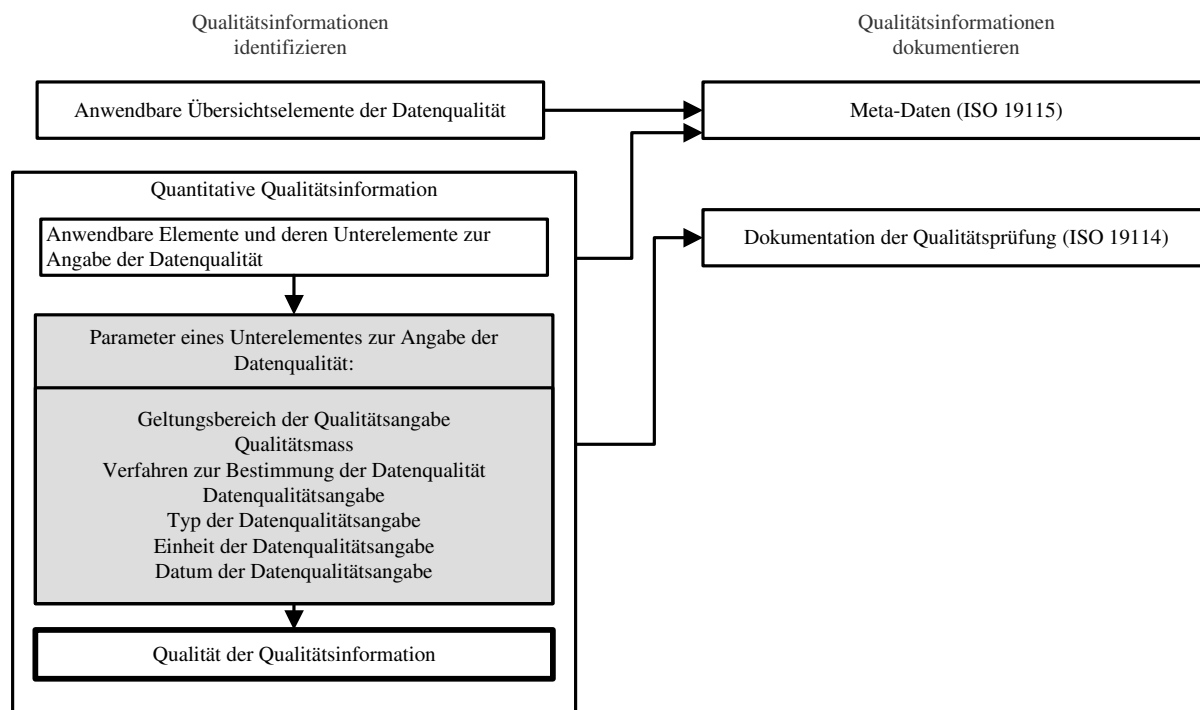 Qualitätsinformationen
identifizieren
Qualitätsinformationen
dokumentieren
Anwendbare Übersichtselemente der Datenqualität
Meta-Daten (ISO 19115)
Quantitative Qualitätsinformation
Anwendbare Elemente und deren Unterelemente zur
Angabe der Datenqualität
Dokumentation der Qualitätsprüfung (ISO 19114)
Parameter eines Unterelementes zur Angabe der
Datenqualität:
Geltungsbereich der Qualitätsangabe
Qualitätsmass
Verfahren zur Bestimmung der Datenqualität
Datenqualitätsangabe
Typ der Datenqualitätsangabe
Einheit der Datenqualitätsangabe
Datum der Datenqualitätsangabe
Qualität der Qualitätsinformation